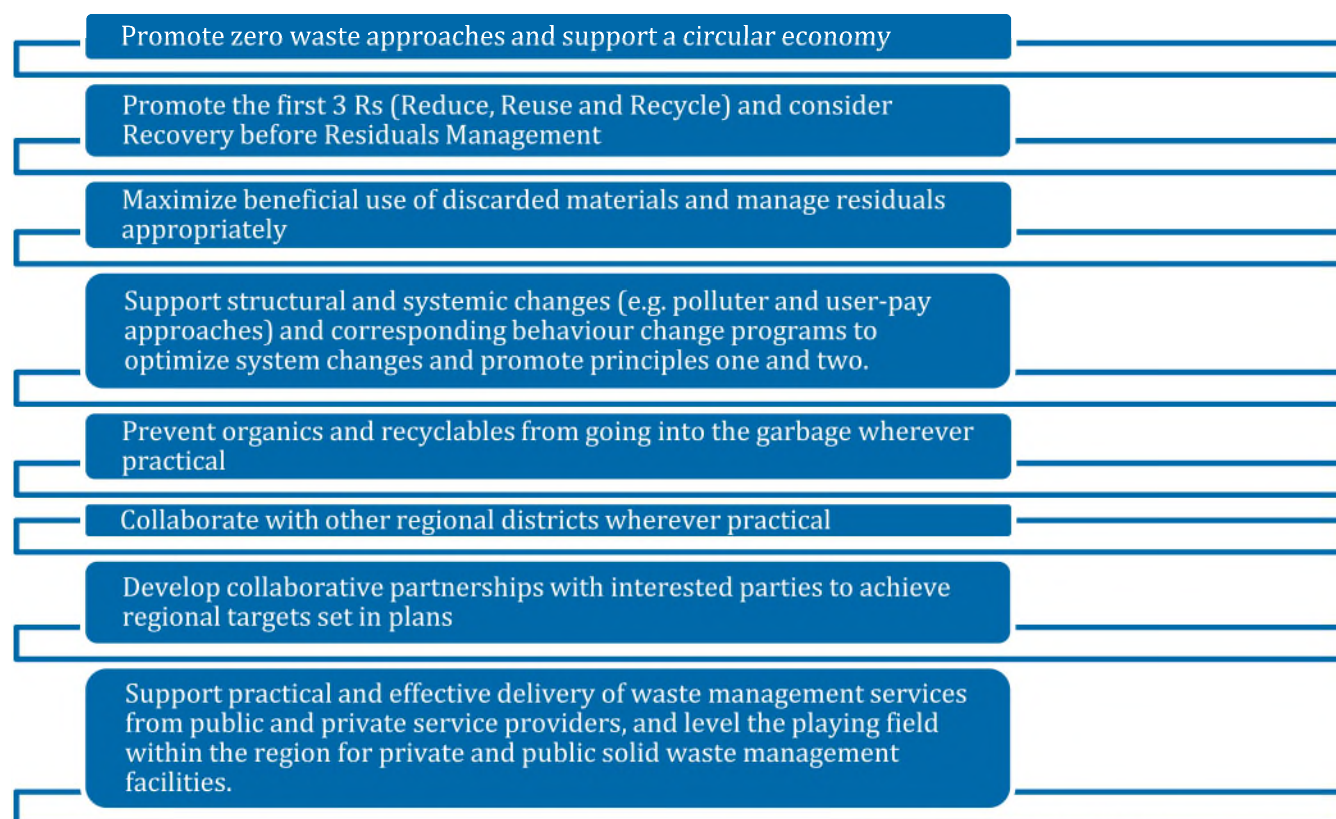 Promote zero waste approaches and support a circular economy
Promote the first 3 Rs (Reduce, Reuse and Recycle) and consider
Recovery before Residuals Management
Maximize beneficial use of discarded materials and manage residuals
appropriately
Support structural and systemic changes (e.g. polluter and user-pay
approaches) and corresponding behaviour change programs to
optimize system changes and promote principles one and two.
Prevent organics and recyclables from going into the garbage wherever
practical
Collaborate with other regional districts wherever practical
Develop collaborative partnerships with interested parties to achieve
regional targets set in plans
Support practical and effective delivery of waste management services
from public and private service providers, and level the playing field
within the region for private and public solid waste management
facilities.